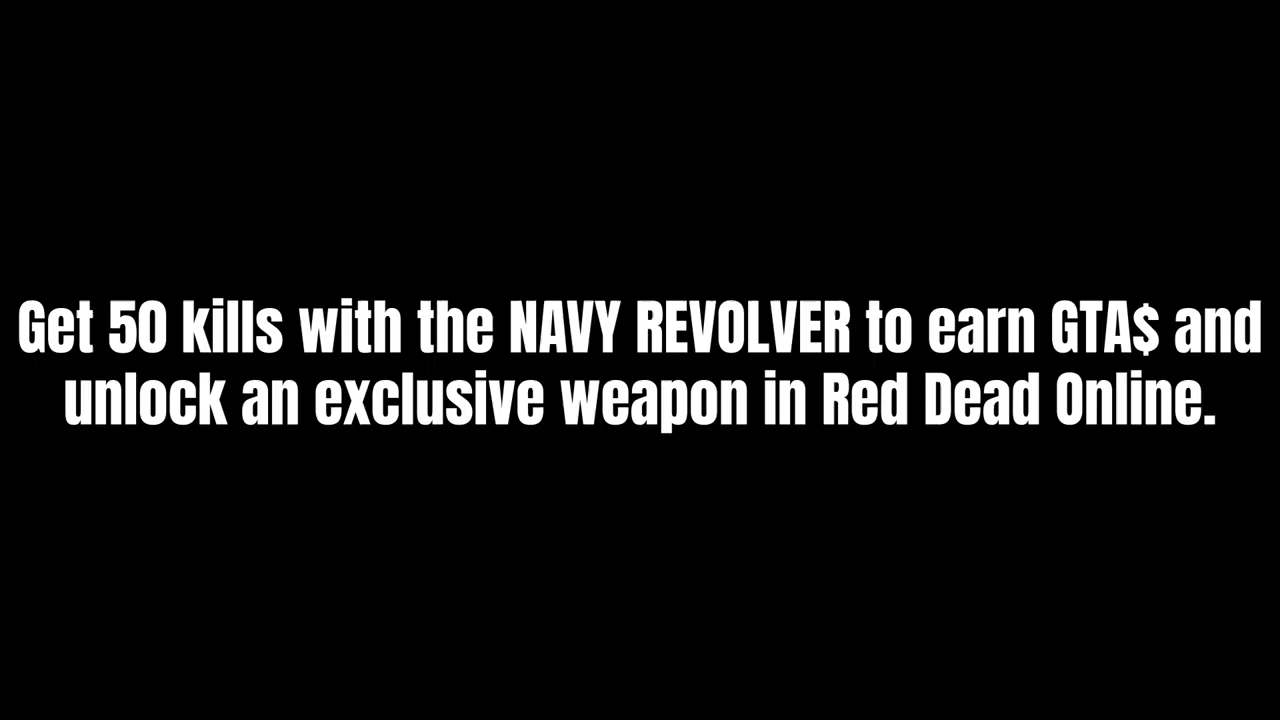 Get 50 kills with the NAVY REVOLVER to earn GTA$ and
unlock an exclusive weapon in Red Dead Online.